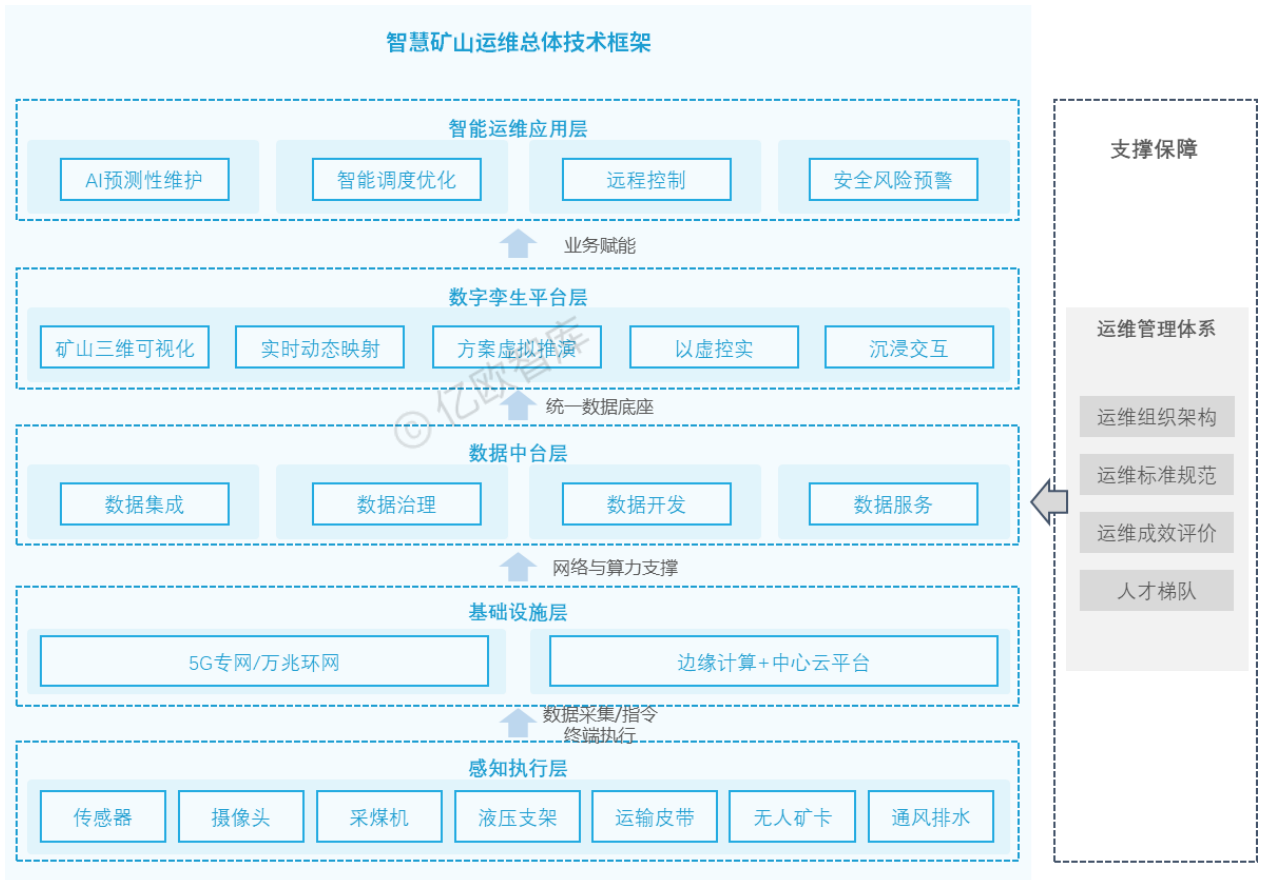 智慧矿山运维总体技术框架
智能运维应用层
AI预测性维护
智能调度优化
远程控制
安全风险预警
业务赋能
数字孪生平台层
矿山三维可视化
实时动态映射
方案虚拟推演
以虚控实
沉浸交互
© 亿欧智库
统一数据底座
数据中台层
数据集成
数据治理
数据开发
数据服务
网络与算力支撑
基础设施层
5G专网/万兆环网
边缘计算+中心云平台
数据采集/指令
终端执行
感知执行层
传感器
摄像头
采煤机
液压支架
运输皮带
无人矿卡
通风排水
支撑保障
运维管理体系
运维组织架构
运维标准规范
运维成效评价
人才梯队